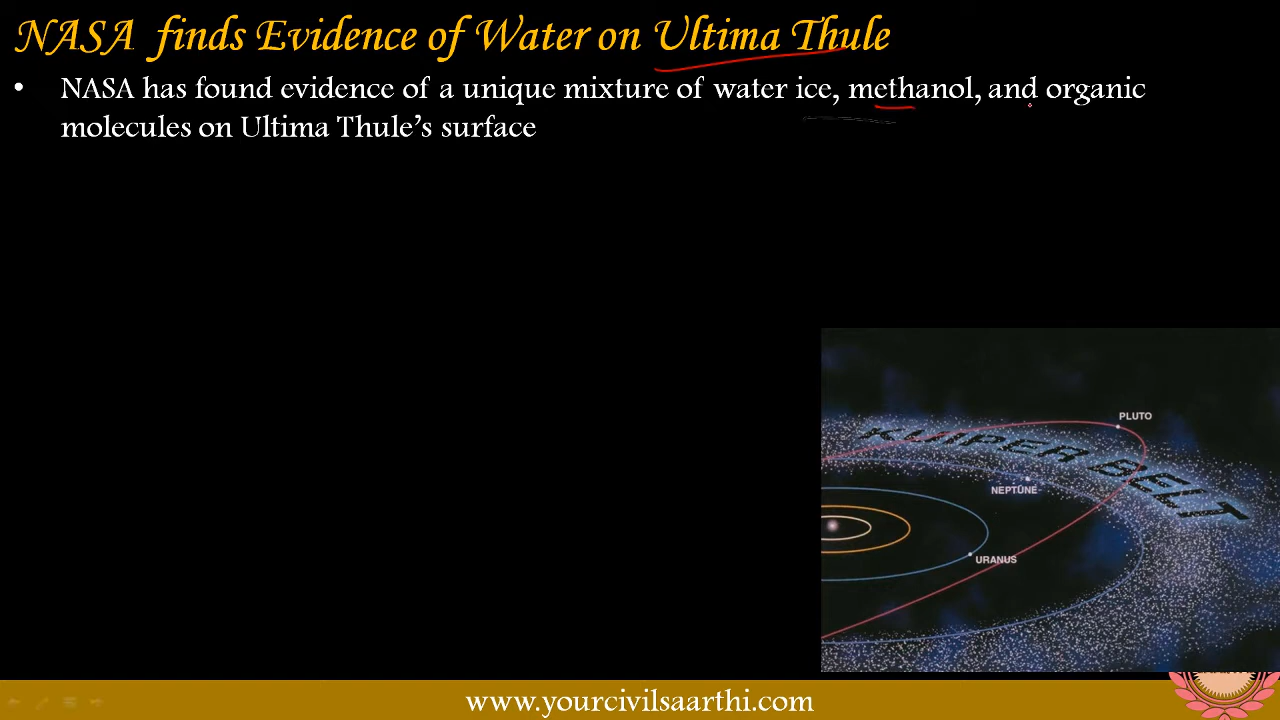 NASA finds Evidence of Water on Ultima Thule
• NASA has found evidence of a unique mixture of water ice, methanol, and organic
molecules on Ultima Thule's surface
PLUTO
KUIPER BELT
NEPTUNE
URANUS
www.yourcivilsaarthi.com